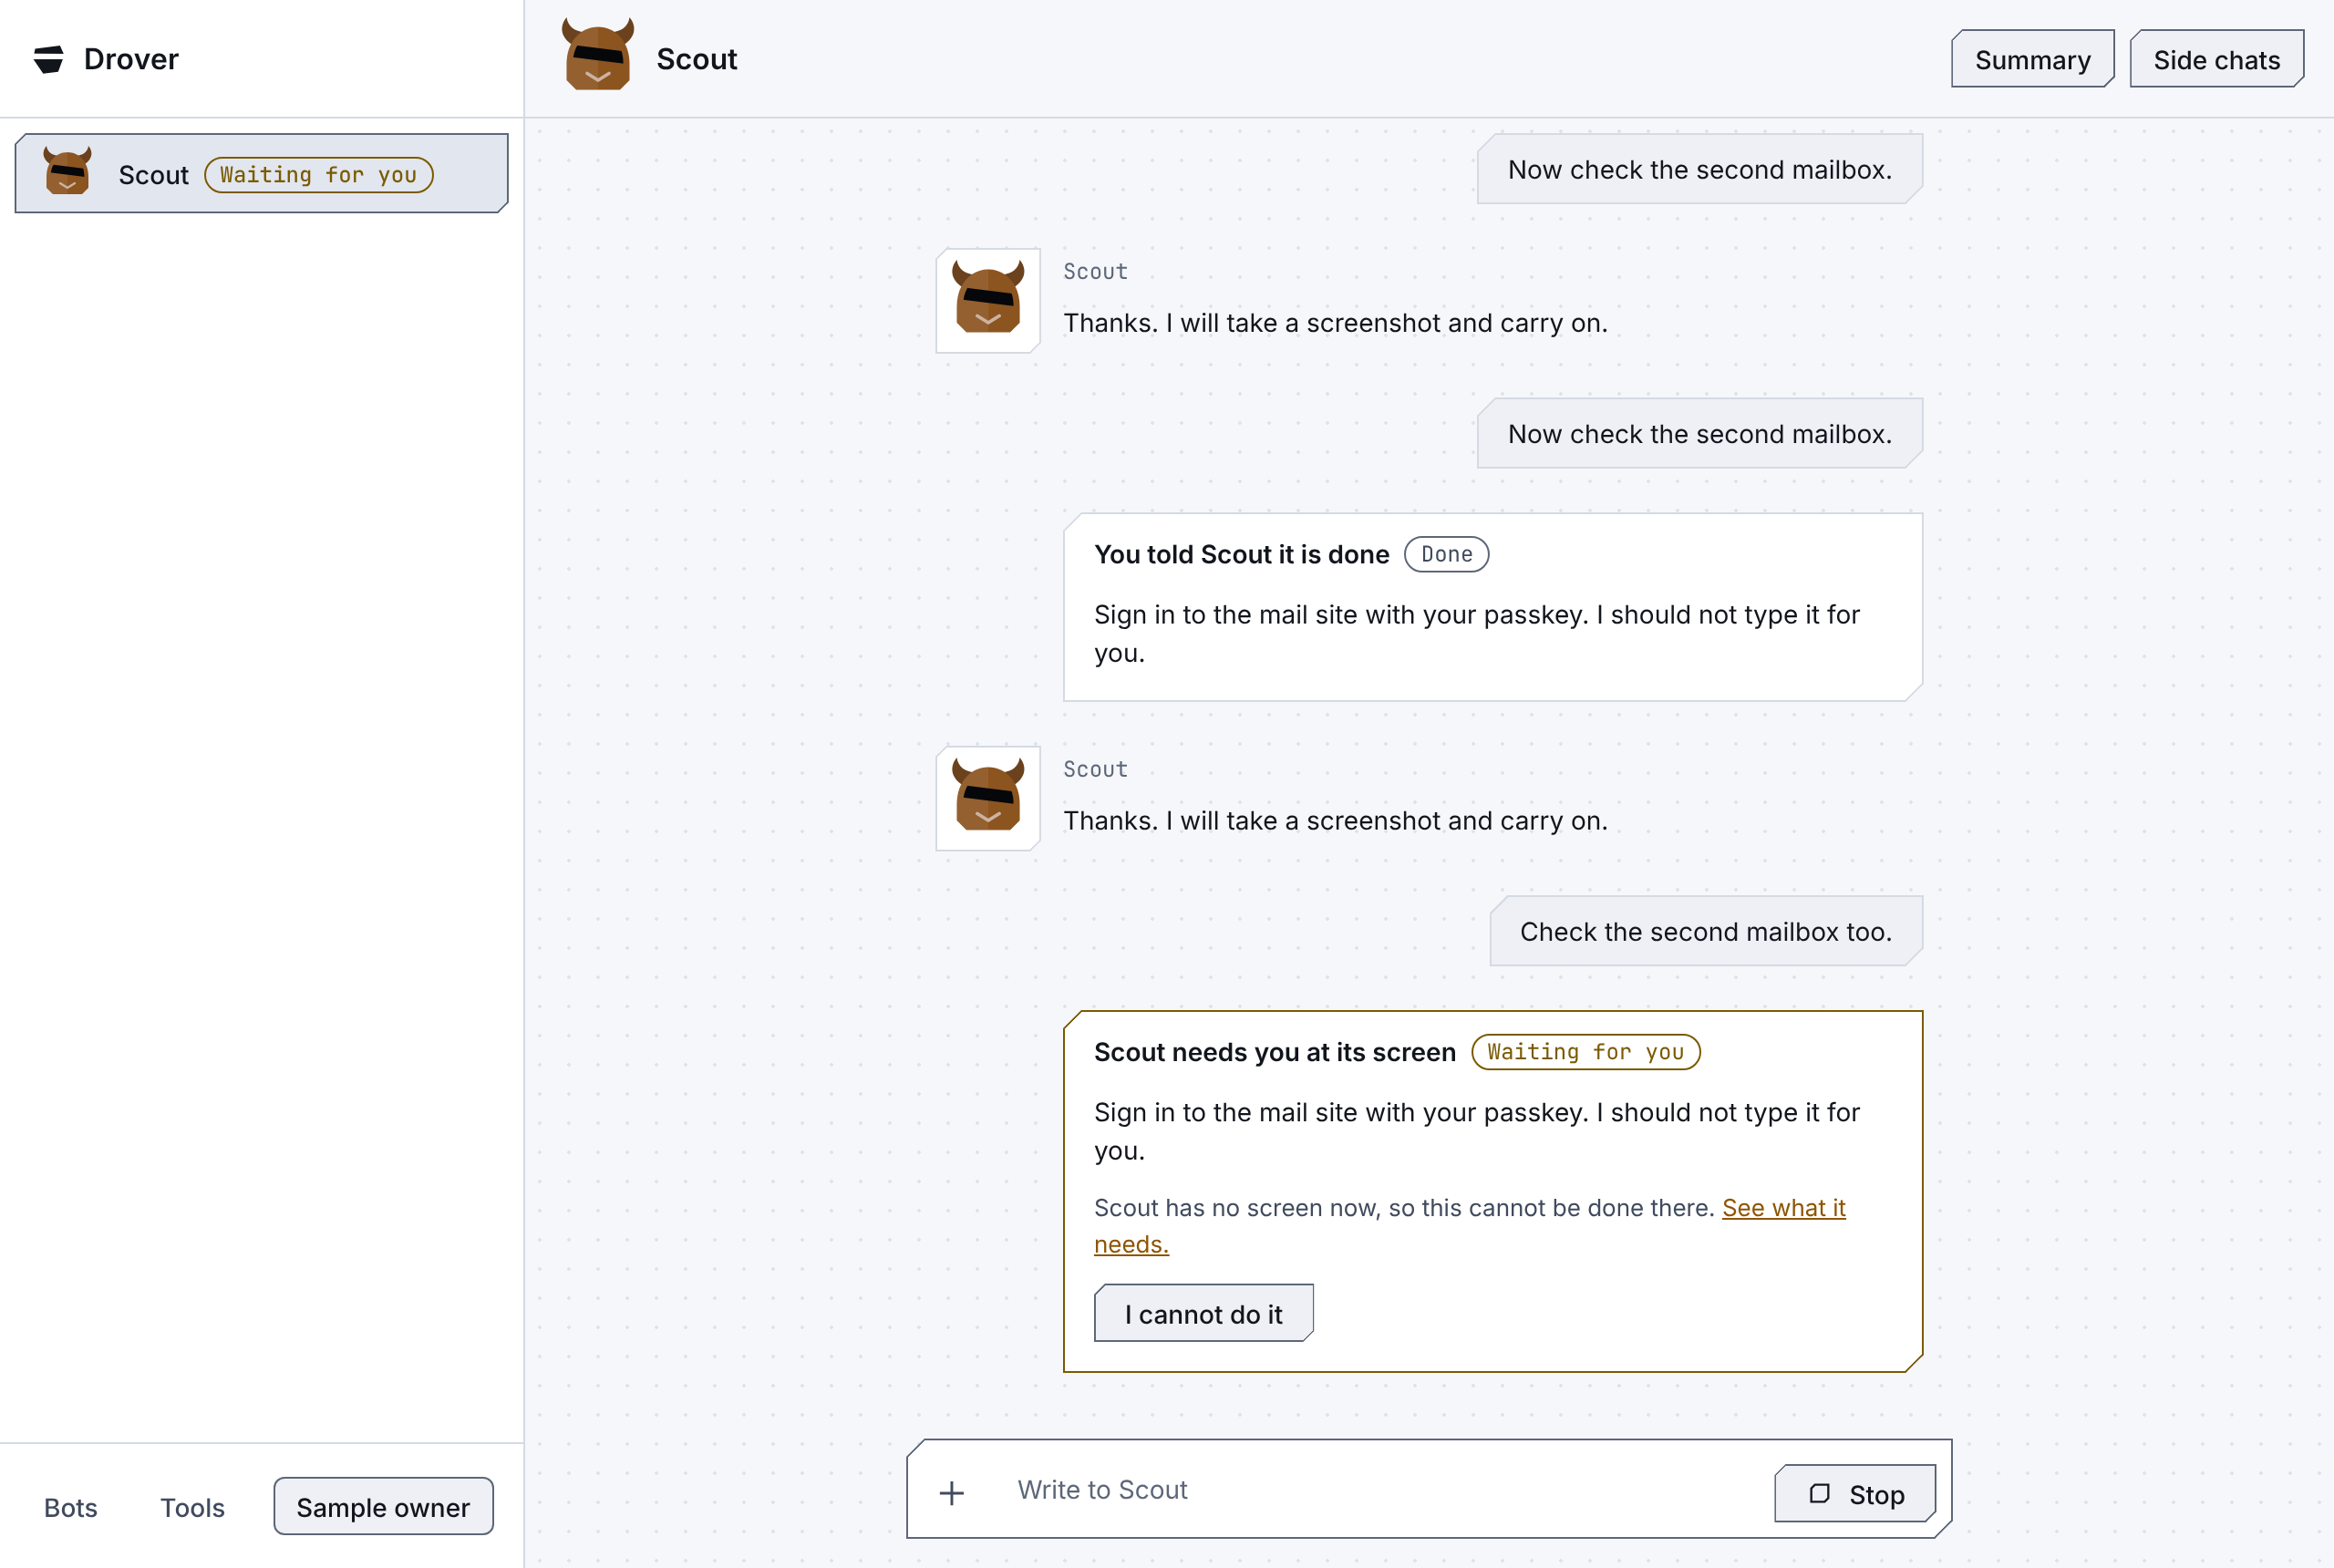 Drover
Scout
Summary
Side chats
Scout
Waiting for you
Now check the second mailbox.
Scout
Thanks. I will take a screenshot and carry on.
Now check the second mailbox.
You told Scout it is done
Done
Sign in to the mail site with your passkey. I should not type it for
you.
Scout
Thanks. I will take a screenshot and carry on.
Check the second mailbox too.
Scout needs you at its screen
Waiting for you
Sign in to the mail site with your passkey. I should not type it for
you.
Scout has no screen now, so this cannot be done there. See what it
needs.
I cannot do it
Write to Scout
Stop
Bots
Tools
Sample owner